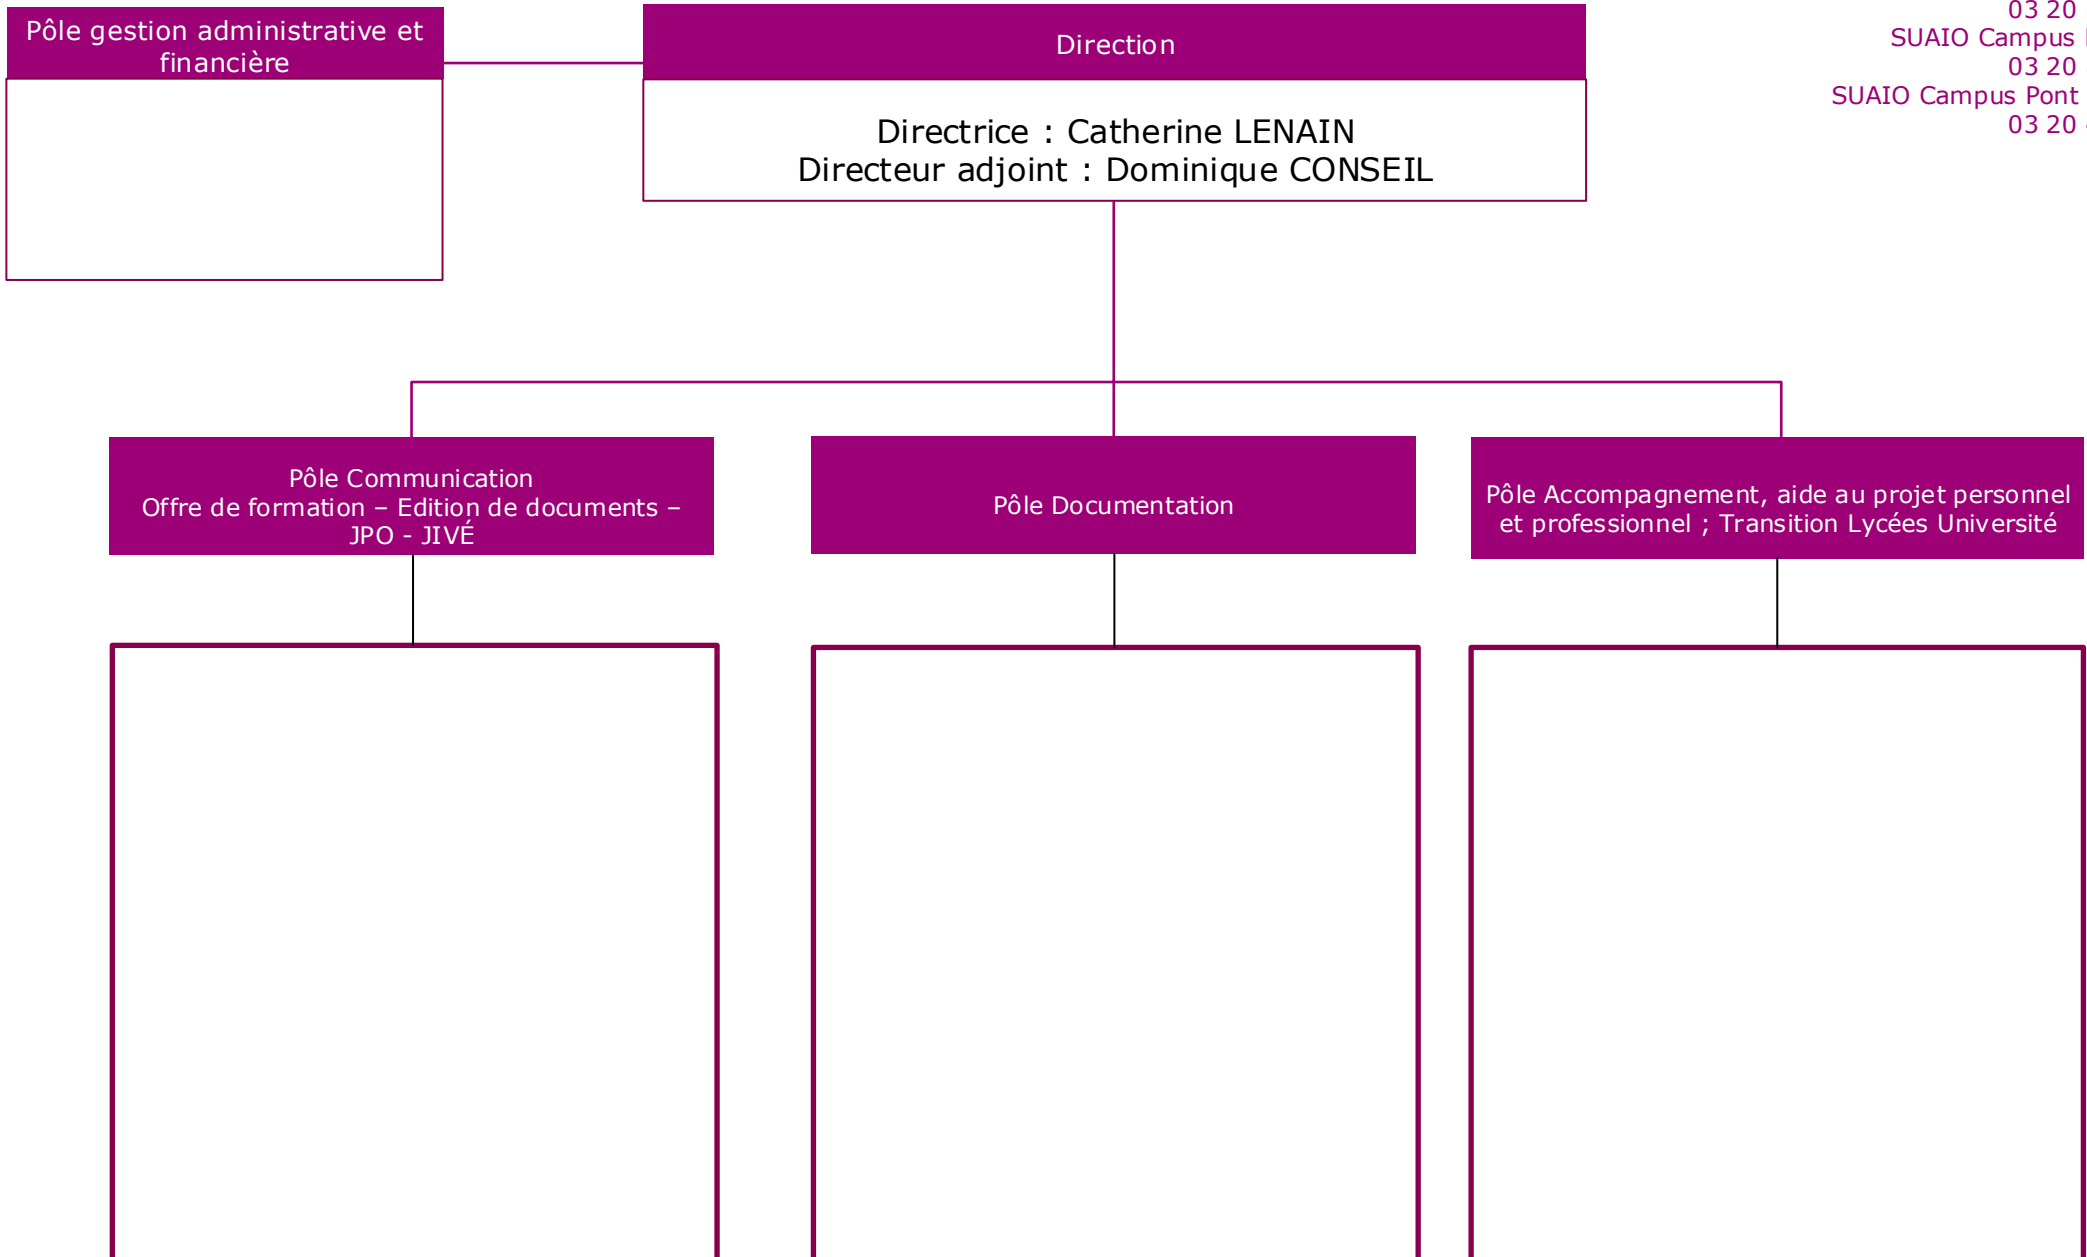 Pôle gestion administrative et
financière
Direction
Directrice : Catherine LENAIN
Directeur adjoint : Dominique CONSEIL
03 20
SUAIO Campus
03 20
SUAIO Campus Pont
03 20
Pôle Communication
Offre de formation – Edition de documents –
JPO - JIVÉ
Pôle Documentation
Pôle Accompagnement, aide au projet personnel
et professionnel ; Transition Lycées Université